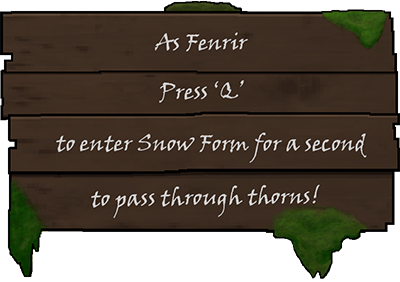 As Fenrir
Press ‘Q’
to enter Snow Form for a second
to pass through thorns!